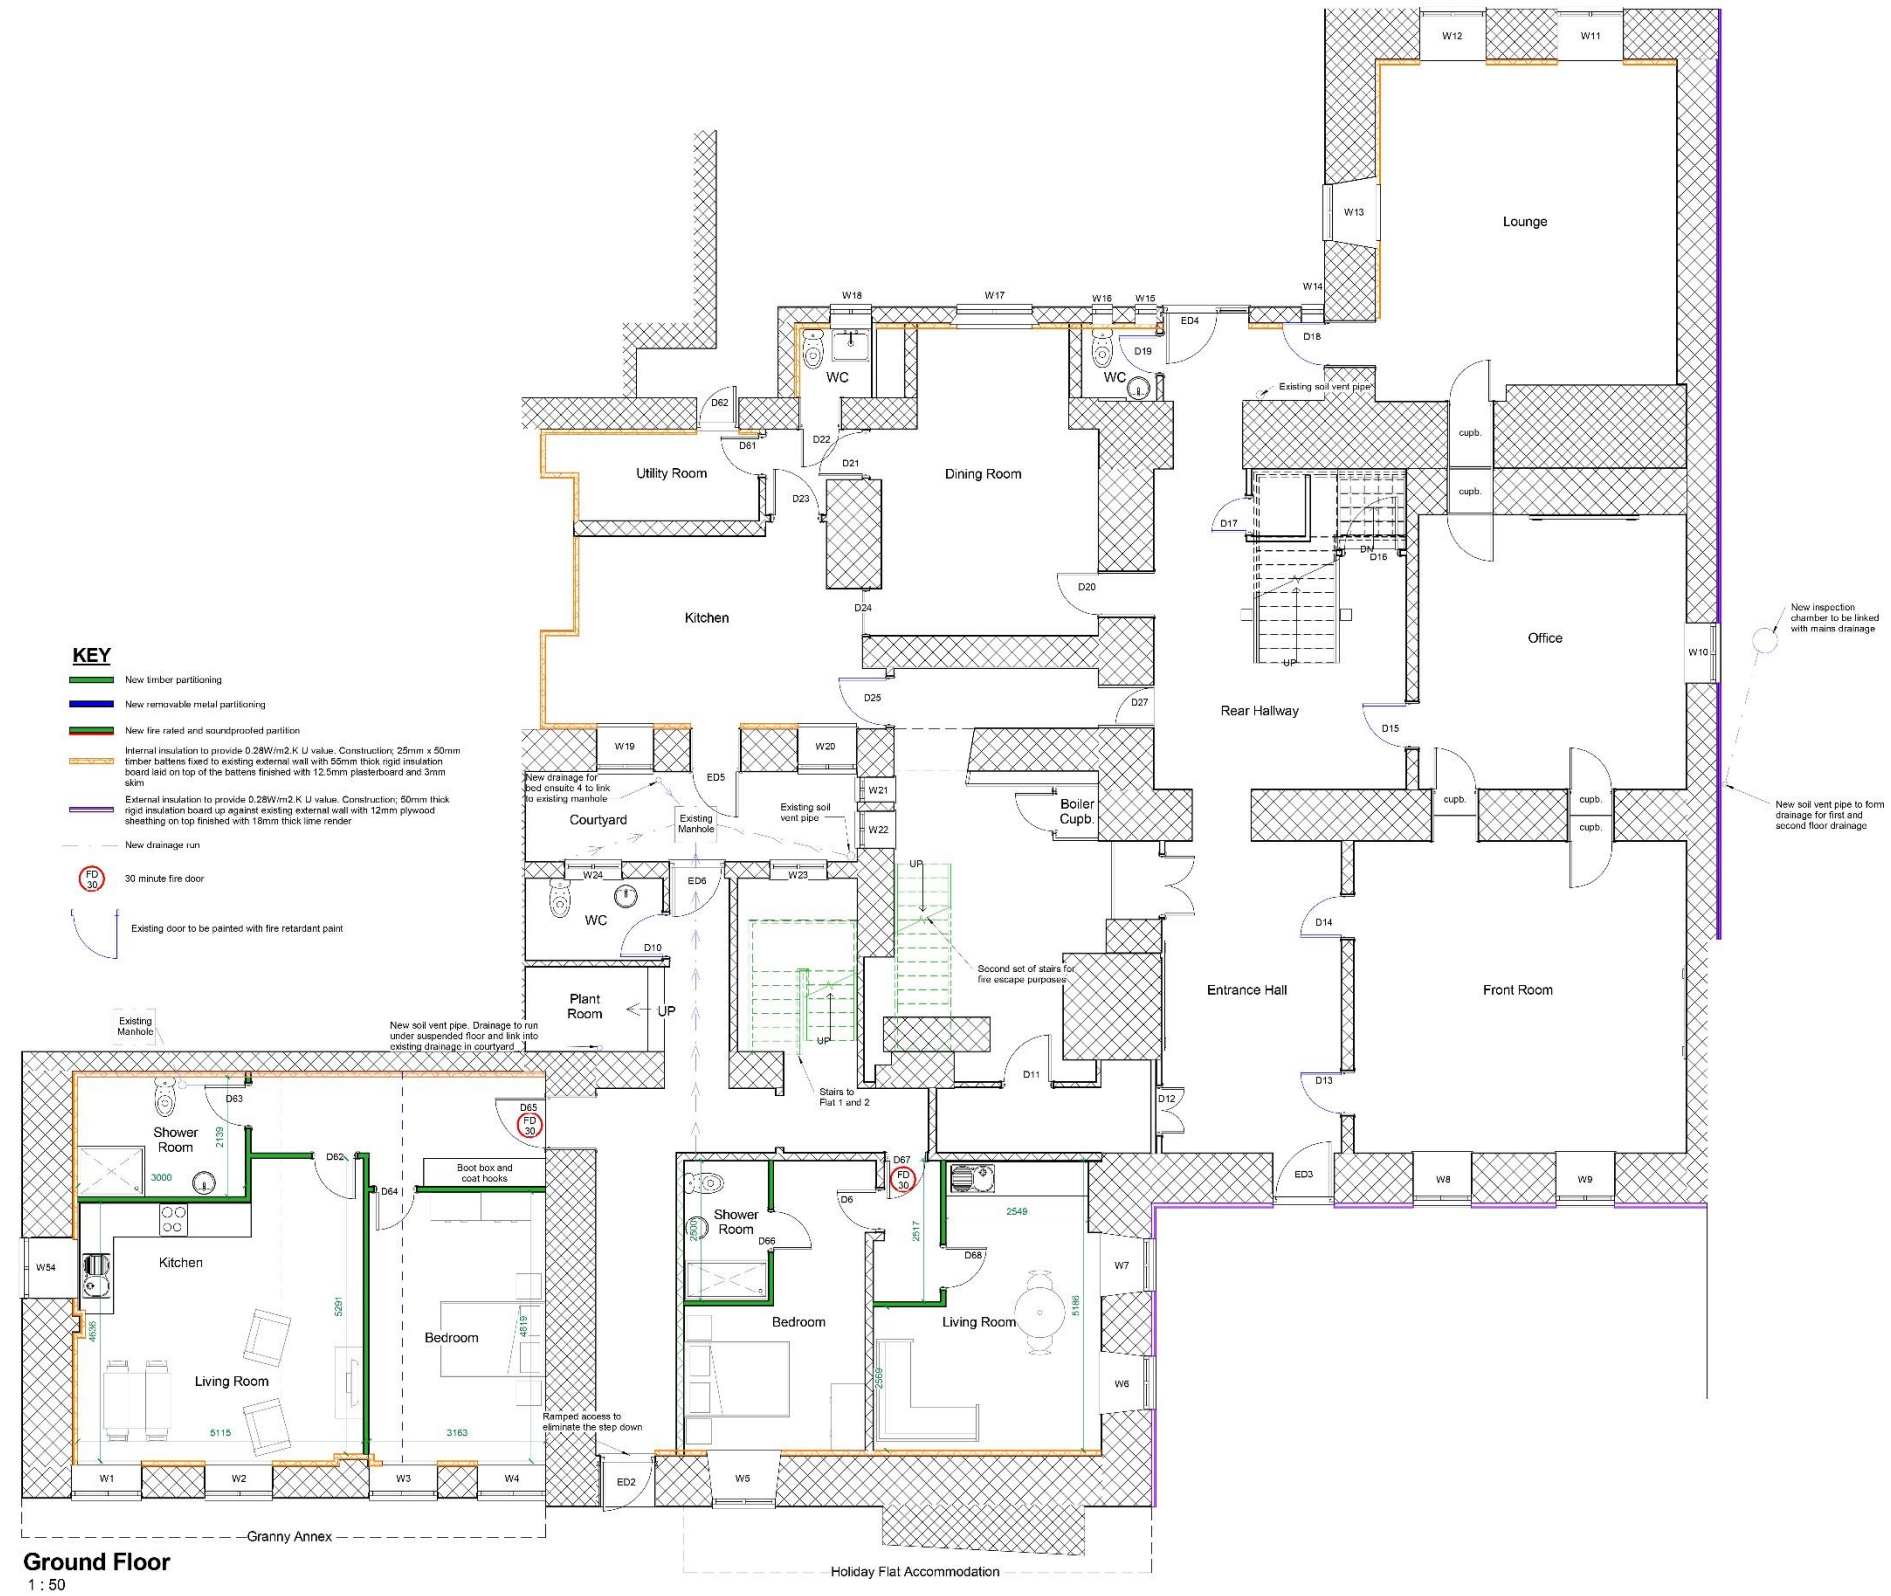 W12
W11
W13
Lounge
W18
W17
W16
W15
W14
ED4
D18
D19
WC
WC
Existing soil vent pipe
D62
D61
D22
D21
cupb.
Utility Room
Dining Room
D23
cupb.
D17
DN
D16
D20
D24
Kitchen
Office
UP
W10
New inspection
chamber to be linked
with mains drainage
KEY
New timber partitioning
New removable metal partitioning
New fire rated and soundproofed partition
Internal insulation to provide 0.28W/m2.K U value. Construction; 25mm x 50mm
timber battens fixed to existing external wall with 55mm thick rigid insulation
board laid on top of the battens finished with 12.5mm plasterboard and 3mm
skim
External insulation to provide 0.28W/m2.K U value. Construction; 50mm thick
rigid insulation board up against existing external wall with 12mm plywood
sheathing on top finished with 18mm thick lime render
New drainage run
FD
30
30 minute fire door
Existing door to be painted with fire retardant paint
D25
D27
Rear Hallway
D15
W19
W20
ED5
New drainage for
bed ensuite 4 to link
to existing manhole
Courtyard
Existing
Manhole
Existing soil
vent pipe
W21
W22
Boiler
Cupb.
cupb.
cupb.
cupb.
New soil vent pipe to form
drainage for first and
second floor drainage
W24
ED6
W23
UP
WC
D10
D14
Second set of stairs for
fire escape purposes
Plant
Room
UP
Entrance Hall
Front Room
Existing
Manhole
New soil vent pipe. Drainage to run
under suspended floor and link into
existing drainage in courtyard
UP
Stairs to
Flat 1 and 2
D11
D12
D13
D63
D65
FD
30
Shower
Room
2139
3000
D62
D64
Boot box and
coat hooks
D67
FD
30
D6
ED3
W8
W9
Shower
Room
2500
D66
2517
2549
D68
W54
Kitchen
W7
4636
5291
Bedroom
4819
Bedroom
Living Room
5186
Living Room
2569
W6
5115
3163
Ramped access to
eliminate the step down
W1
W2
W3
W4
ED2
W5
Granny Annex
Holiday Flat Accommodation
Ground Floor
1 : 50